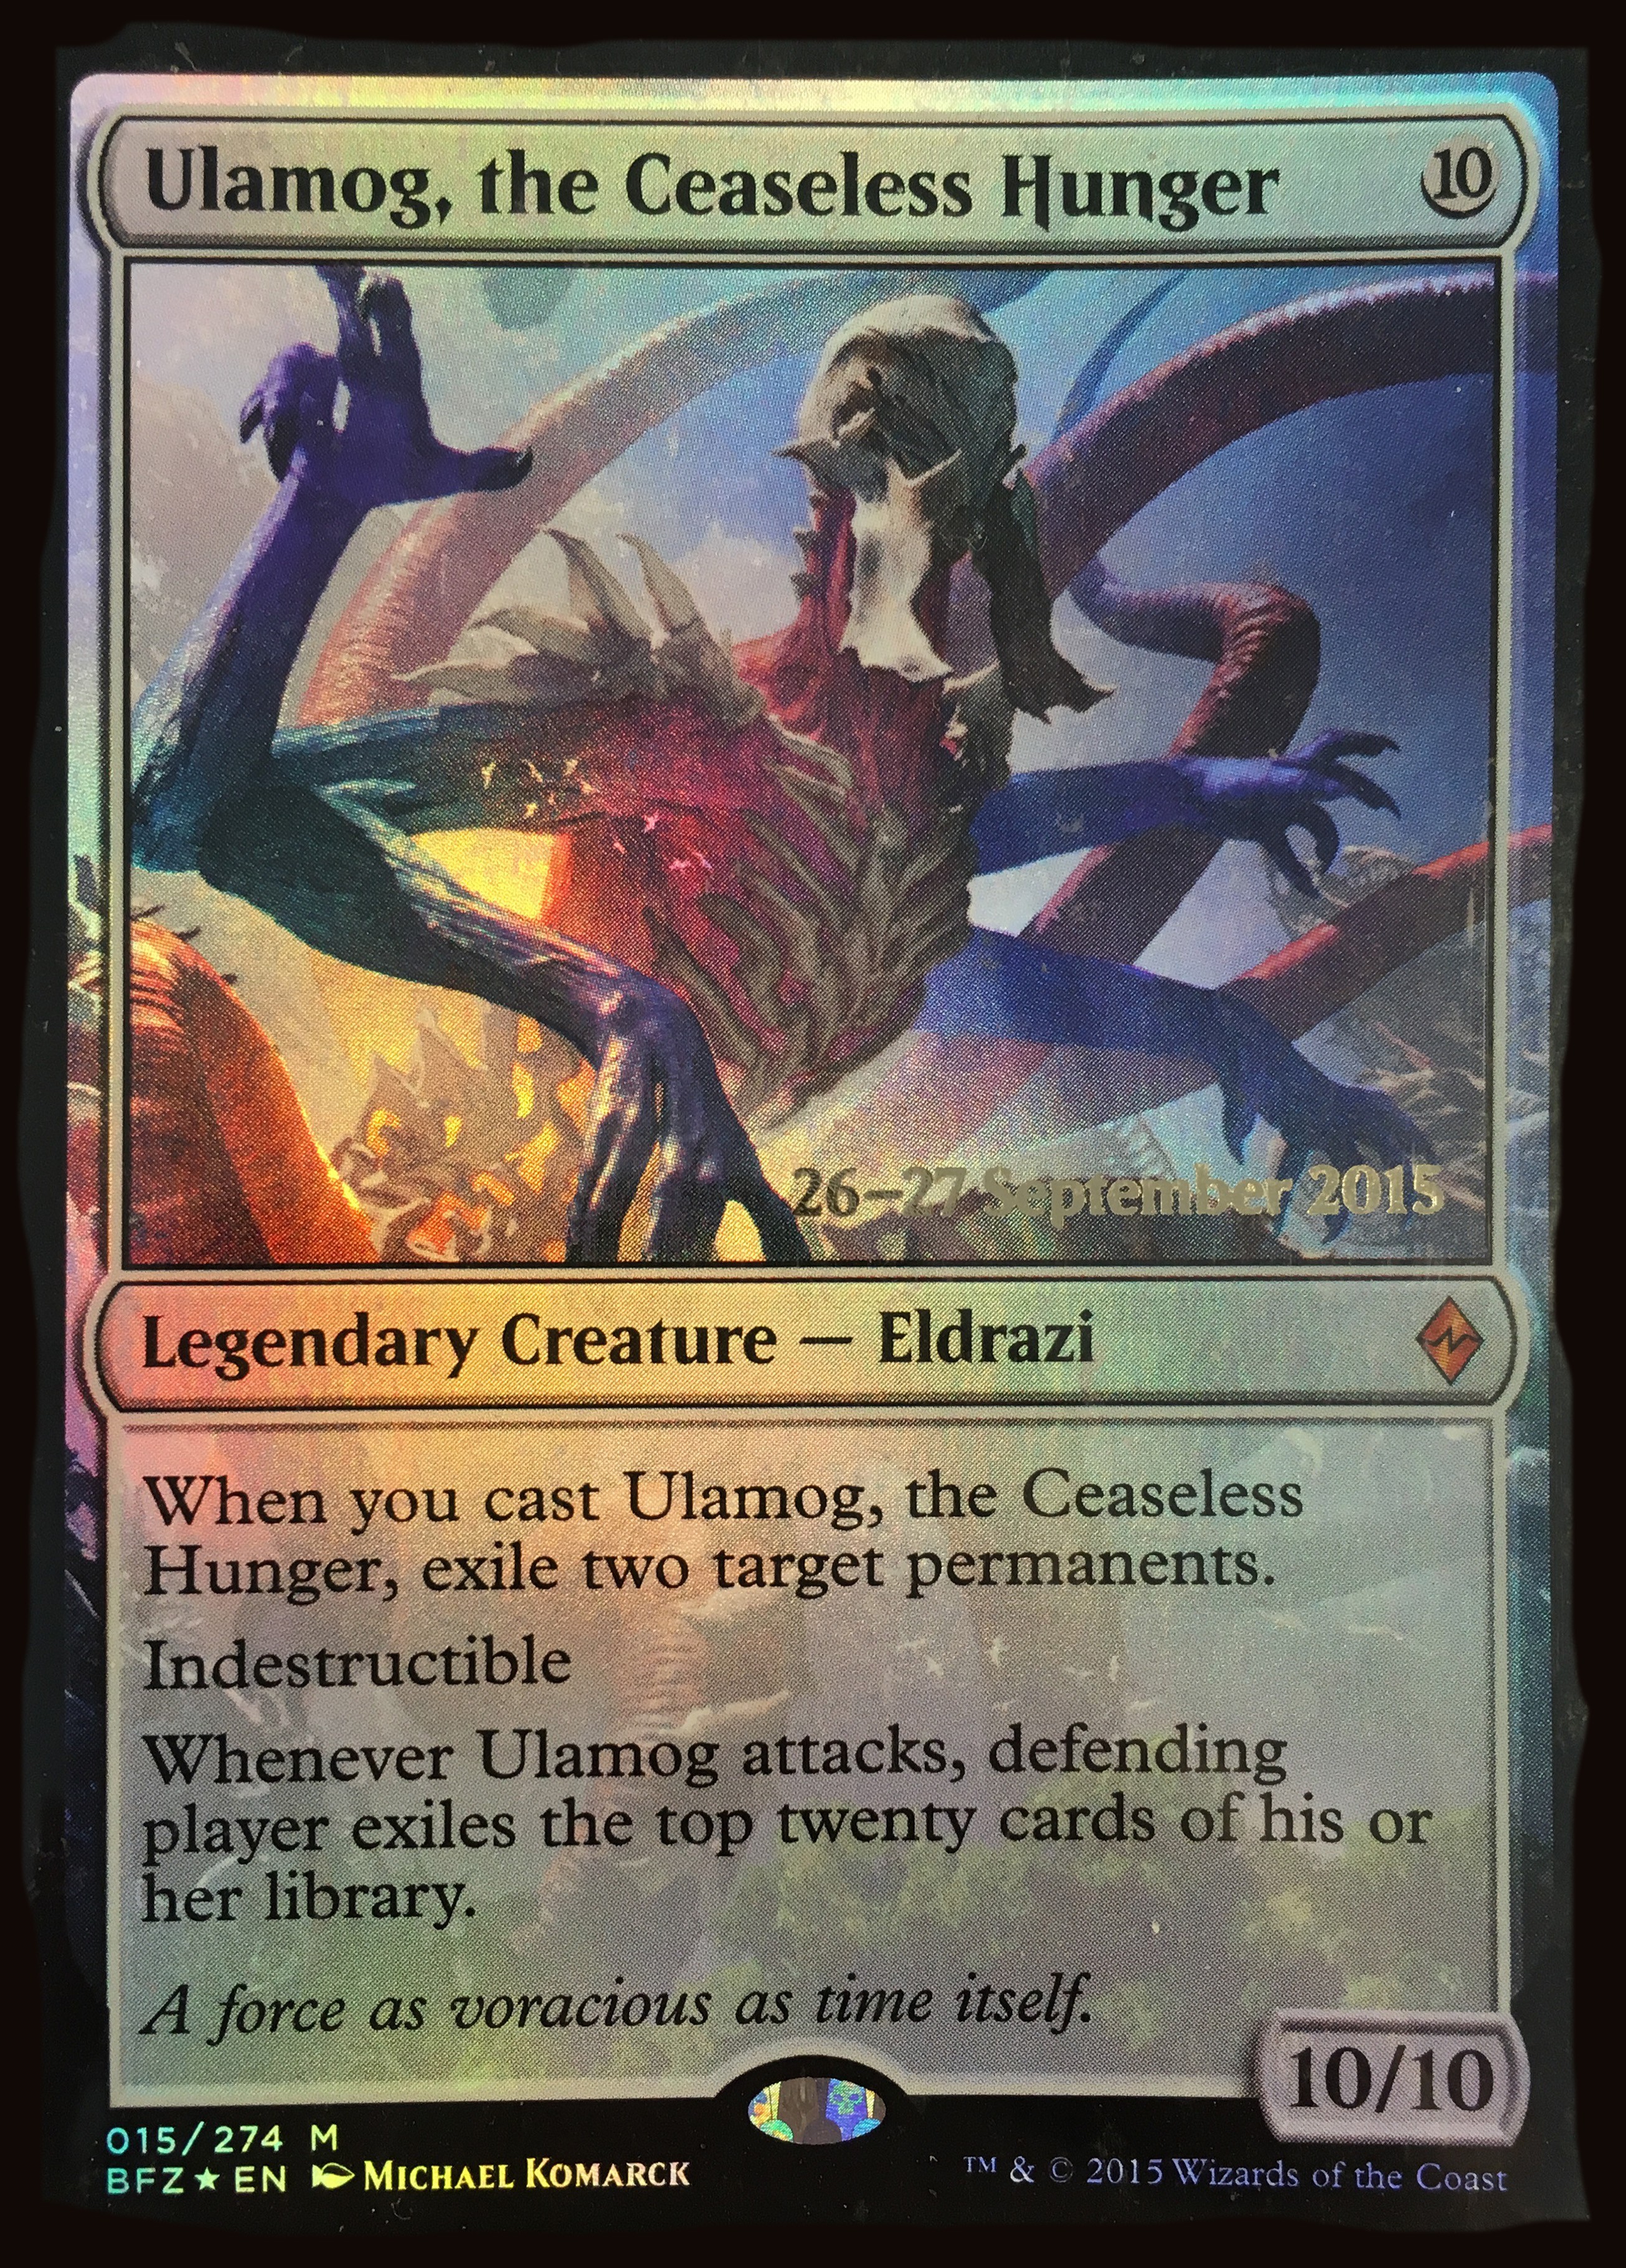 Ulamog, the Ceaseless Hunger 10
26–27 September 2015
Legendary Creature — Eldrazi
When you cast Ulamog, the Ceaseless
Hunger, exile two target permanents.
Indestructible
Whenever Ulamog attacks, defending
player exiles the top twenty cards of his or
her library.
A force as voracious as time itself.
10/10
015/274 M
BFZ★EN MICHAEL KOMARCK
™ & © 2015 Wizards of the Coast